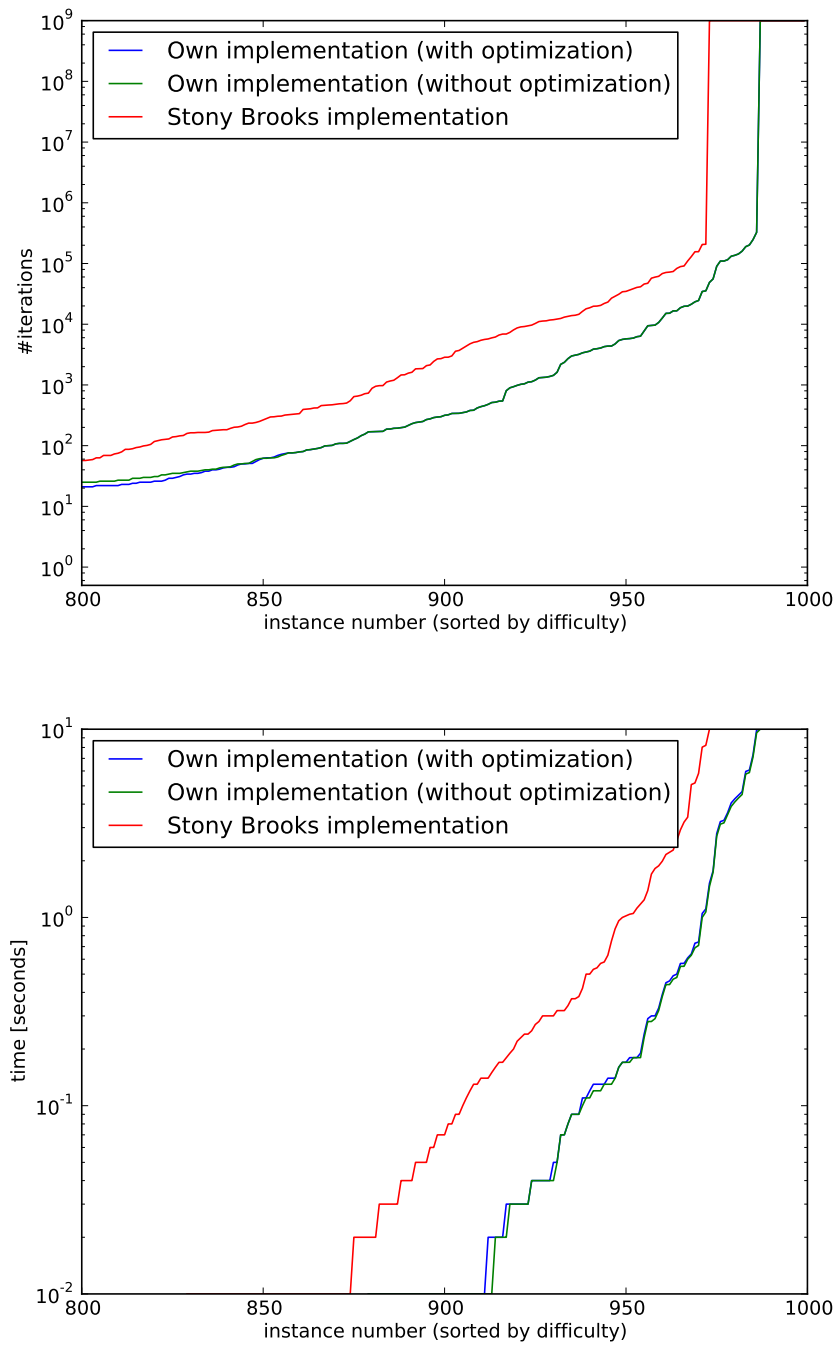 10^9
10^8
10^7
10^6
10^5
10^4
10^3
10^2
10^1
10^0
#iterations
Own implementation (with optimization)
Own implementation (without optimization)
Stony Brooks implementation
800 850 900 950 1000
instance number (sorted by difficulty)
10^1
10^0
10^-1
10^-2
time [seconds]
Own implementation (with optimization)
Own implementation (without optimization)
Stony Brooks implementation
800 850 900 950 1000
instance number (sorted by difficulty)